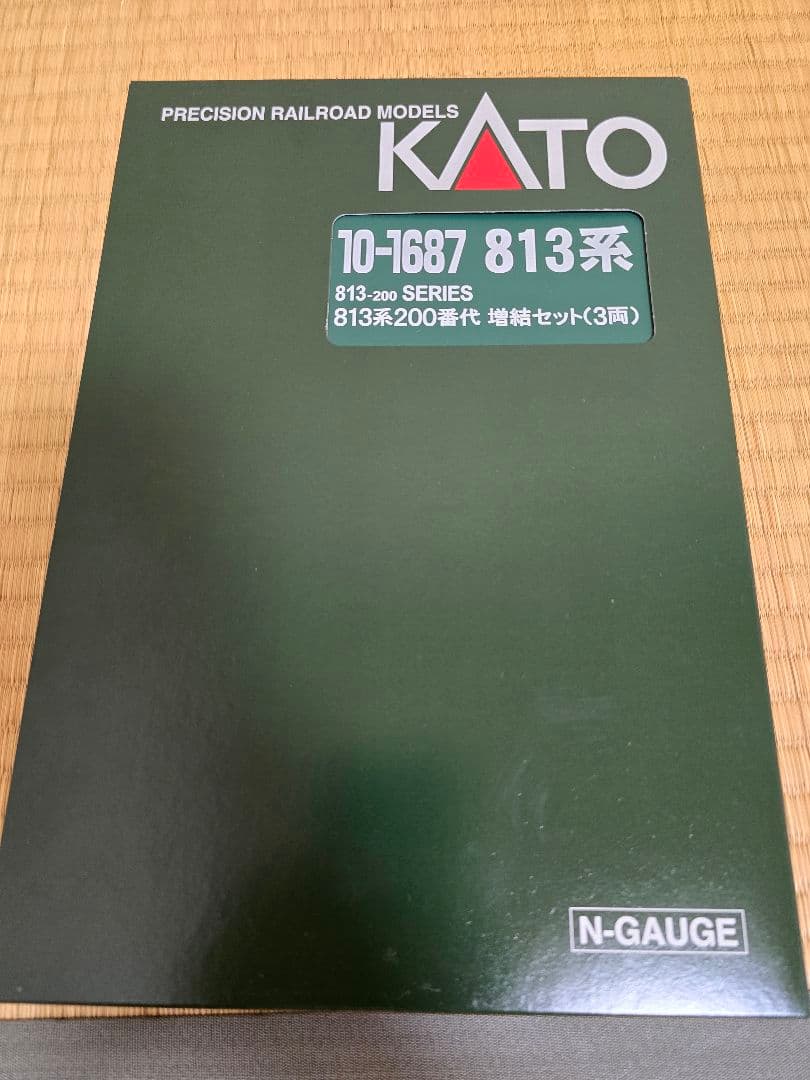 PRECISION RAILROAD MODELS
KATO
10-1687 813系
813-200 SERIES
813系200番代 増結セット(3両)
N-GAUGE